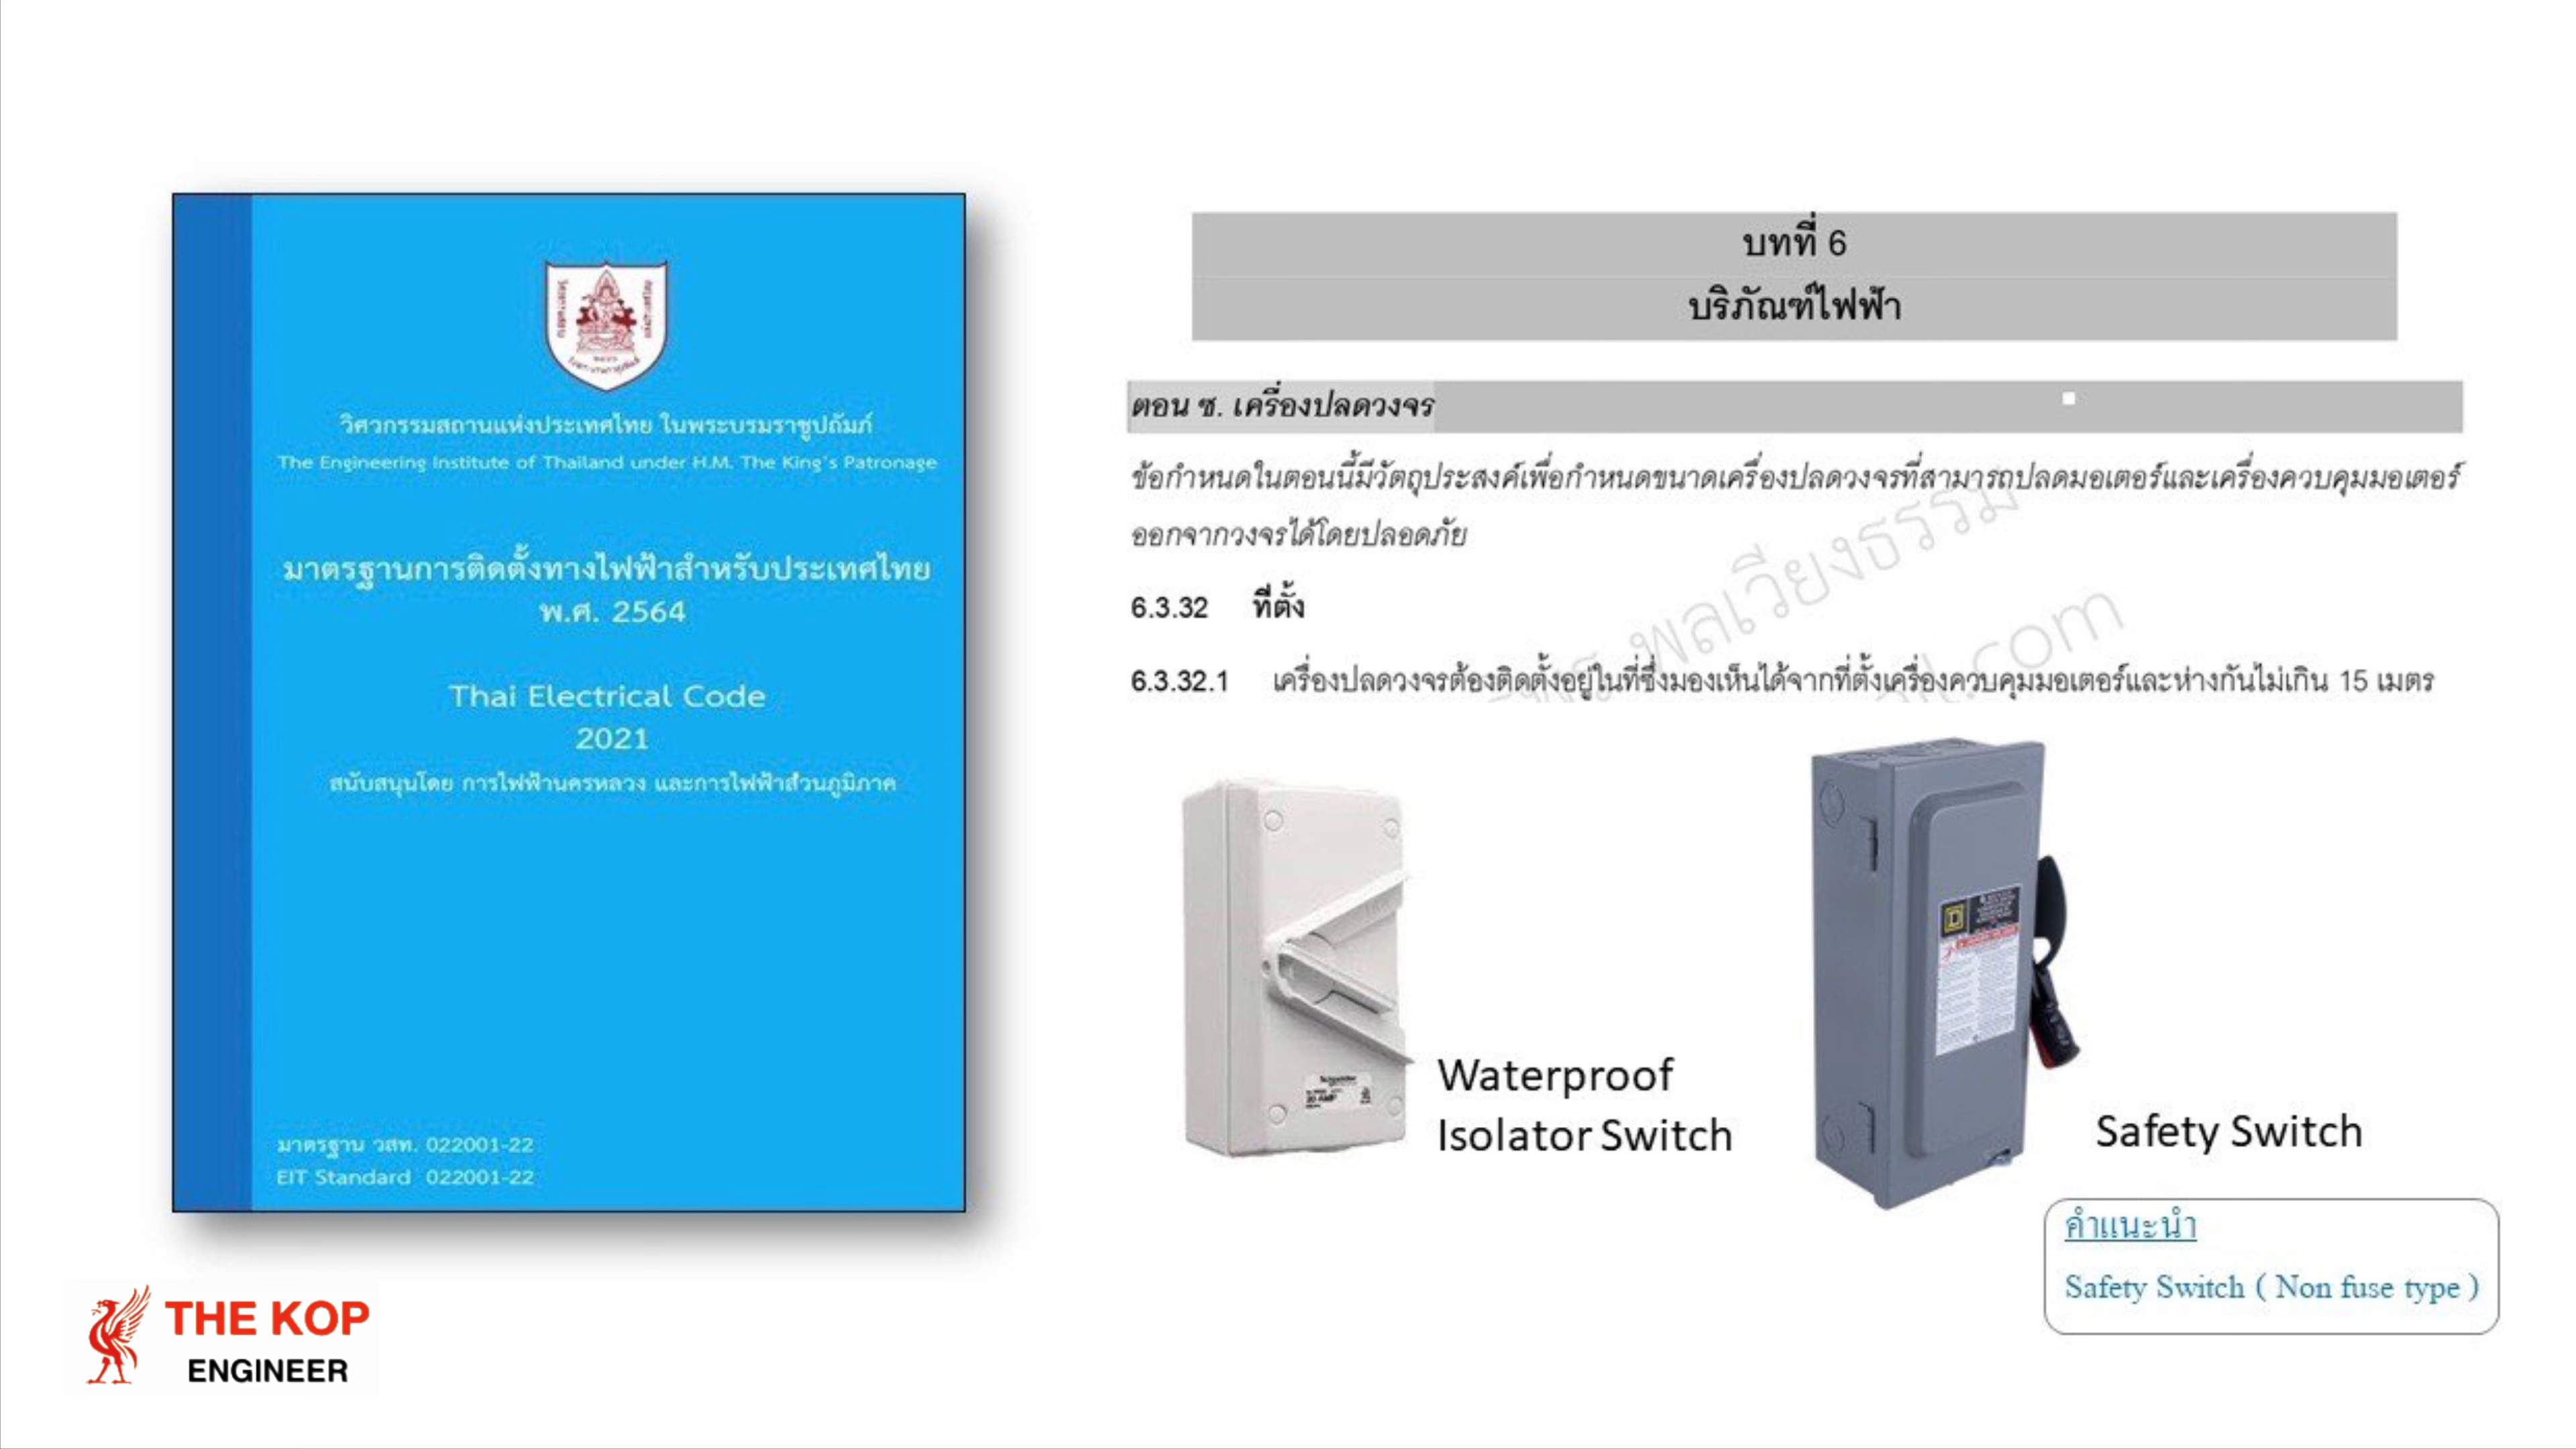 วิศวกรรมสถานแห่งประเทศไทย ในพระบรมราชูปถัมภ์
The Engineering Institute of Thailand under H.M. The King's Patronage
มาตรฐานการติดตั้งทางไฟฟ้าสำหรับประเทศไทย
พ.ศ. 2564
Thai Electrical Code
2021
สนับสนุนโดย การไฟฟ้านครหลวง และการไฟฟ้าส่วนภูมิภาค
มาตรฐาน วสท. 022001-22
EIT Standard 022001-22
THE KOP
ENGINEER
บทที่ 6
บริภัณฑ์ไฟฟ้า
ตอน ซ. เครื่องปลดวงจร
ข้อกำหนดในตอนนี้มีวัตถุประสงค์เพื่อกำหนดขนาดเครื่องปลดวงจรที่สามารถปลดมอเตอร์และเครื่องควบคุมมอเตอร์
ออกจากวงจรได้โดยปลอดภัย
6.3.32 ที่ตั้ง
6.3.32.1 เครื่องปลดวงจรต้องติดตั้งอยู่ในที่ซึ่งมองเห็นได้จากที่ตั้งเครื่องควบคุมมอเตอร์และห่างกันไม่เกิน 15 เมตร
พลเวียงธรรม
.com
Schneider
20 AMP
Waterproof
Isolator Switch
D
Safety Switch
คำแนะนำ
Safety Switch ( Non fuse type )